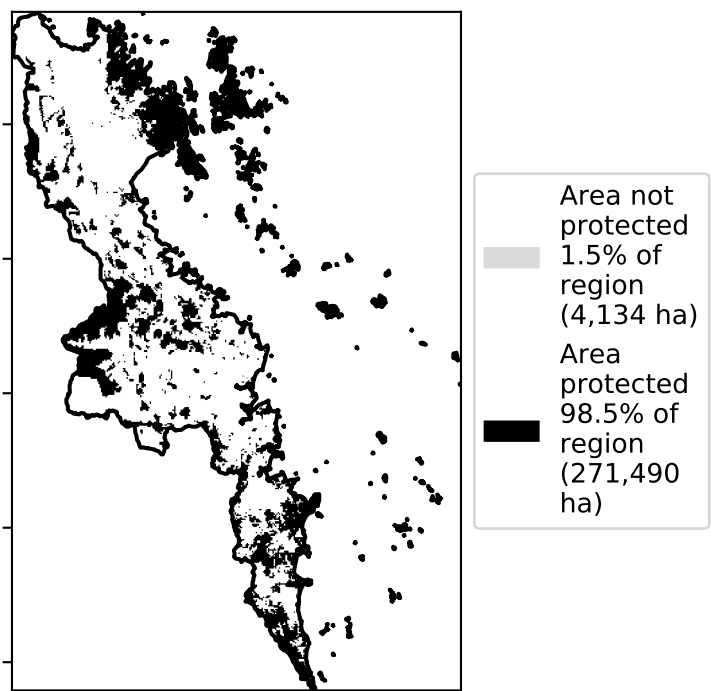 Area not
protected
1.5% of
region
(4,134 ha)
Area
protected
98.5% of
region
(271,490
ha)